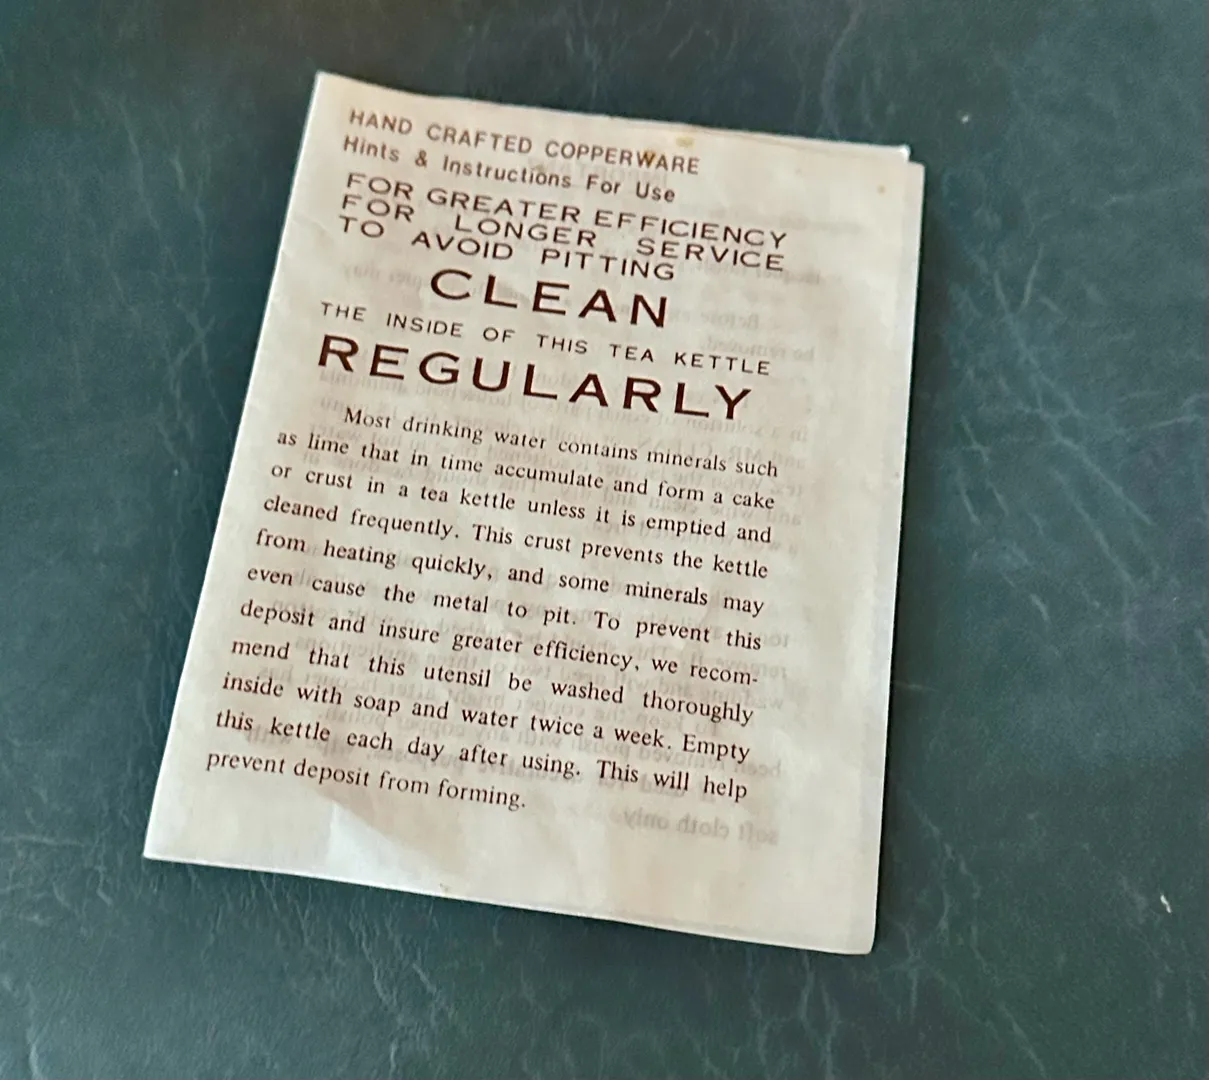 HAND CRAFTED COPPERWARE
Hints & Instructions For Use
FOR GREATER EFFICIENCY
FOR LONGER SERVICE
TO AVOID PITTING
CLEAN
THE INSIDE OF THIS TEA KETTLE
REGULARLY
Most drinking water contains minerals such
as lime that in time accumulate and form a cake
or crust in a tea kettle unless it is emptied and
cleaned frequently. This crust prevents the kettle
from heating quickly, and some minerals may
even cause the metal to pit. To prevent this
deposit and insure greater efficiency, we recom-
mend that this utensil be washed thoroughly
inside with soap and water twice a week. Empty
this kettle each day after using. This will help
prevent deposit from forming.